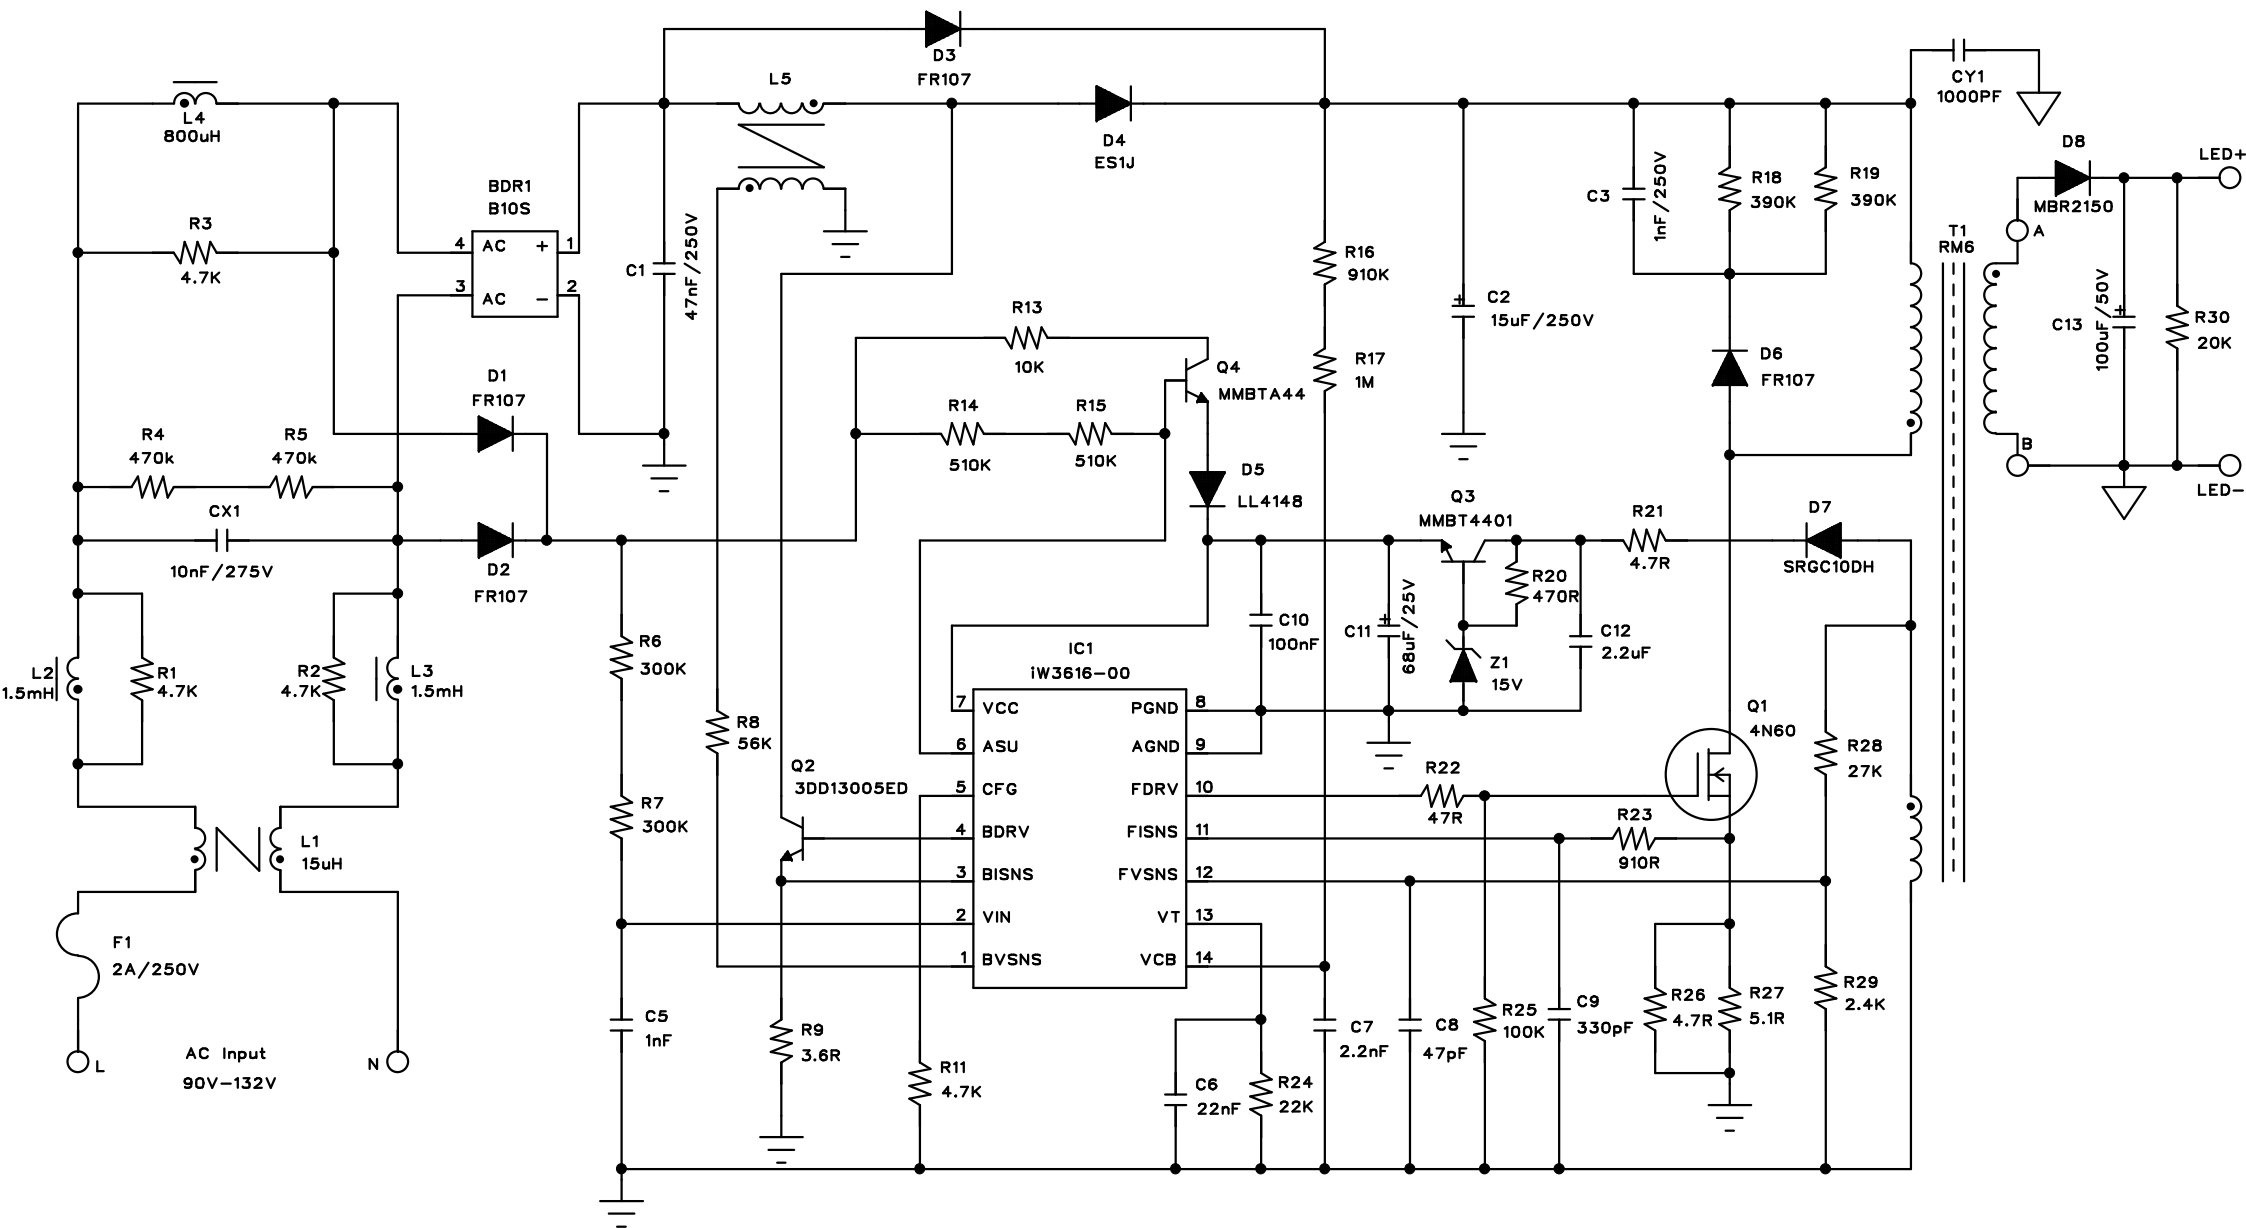 D3
FR107
L5
CY1
1000PF
L4
800uH
D4
ES1J
D8
LED+
MBR2150
BDR1
B10S
C3
1nF/250V
R18
390K
R19
390K
R3
4.7K
4 AC + 1
3 AC − 2
C1
47nF/250V
R16
910K
T1
RM6
A
C2
15uF/250V
+
R13
10K
C13
100uF/50V
+
R30
20K
D1
FR107
Q4
MMBTA44
R17
1M
D6
FR107
R4
470k
R5
470k
R14
510K
R15
510K
B
D5
LL4148
LED−
CX1
10nF/275V
Q3
MMBT4401
R21
4.7R
D7
SRGC10DH
D2
FR107
R20
470R
C10
100nF
C11
68uF/25V
+
C12
2.2uF
L2
1.5mH
R1
4.7K
R2
4.7K
L3
1.5mH
R6
300K
IC1
iW3616-00
Z1
15V
R8
56K
7 VCC PGND 8
6 ASU AGND 9
5 CFG FDRV 10
4 BDRV FISNS 11
3 BISNS FVSNS 12
2 VIN VT 13
1 BVSNS VCB 14
Q1
4N60
R28
27K
Q2
3DD13005ED
R22
47R
R7
300K
R23
910R
L1
15uH
F1
2A/250V
R26
4.7R
R27
5.1R
R29
2.4K
C5
1nF
R9
3.6R
C7
2.2nF
C8
47pF
R25
100K
C9
330pF
AC Input
90V−132V
L
N
R11
4.7K
C6
22nF
R24
22K